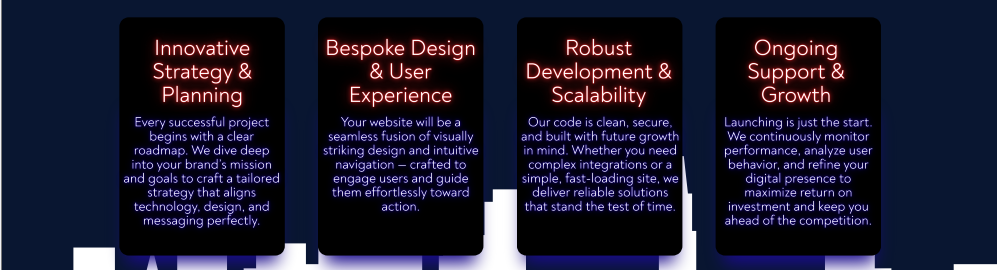 Innovative
Strategy &
Planning
Every successful project
begins with a clear
roadmap. We dive deep
into your brand's mission
and goals to craft a tailored
strategy that aligns
technology, design, and
messaging perfectly.
Bespoke Design
& User
Experience
Your website will be a
seamless fusion of visually
striking design and intuitive
navigation – crafted to
engage users and guide
them effortlessly toward
action.
Robust
Development &
Scalability
Our code is clean, secure,
and built with future growth
in mind. Whether you need
complex integrations or a
simple, fast-loading site, we
deliver reliable solutions
that stand the test of time.
Ongoing
Support &
Growth
Launching is just the start.
We continuously monitor
performance, analyze user
behavior, and refine your
digital presence to
maximize return on
investment and keep you
ahead of the competition.